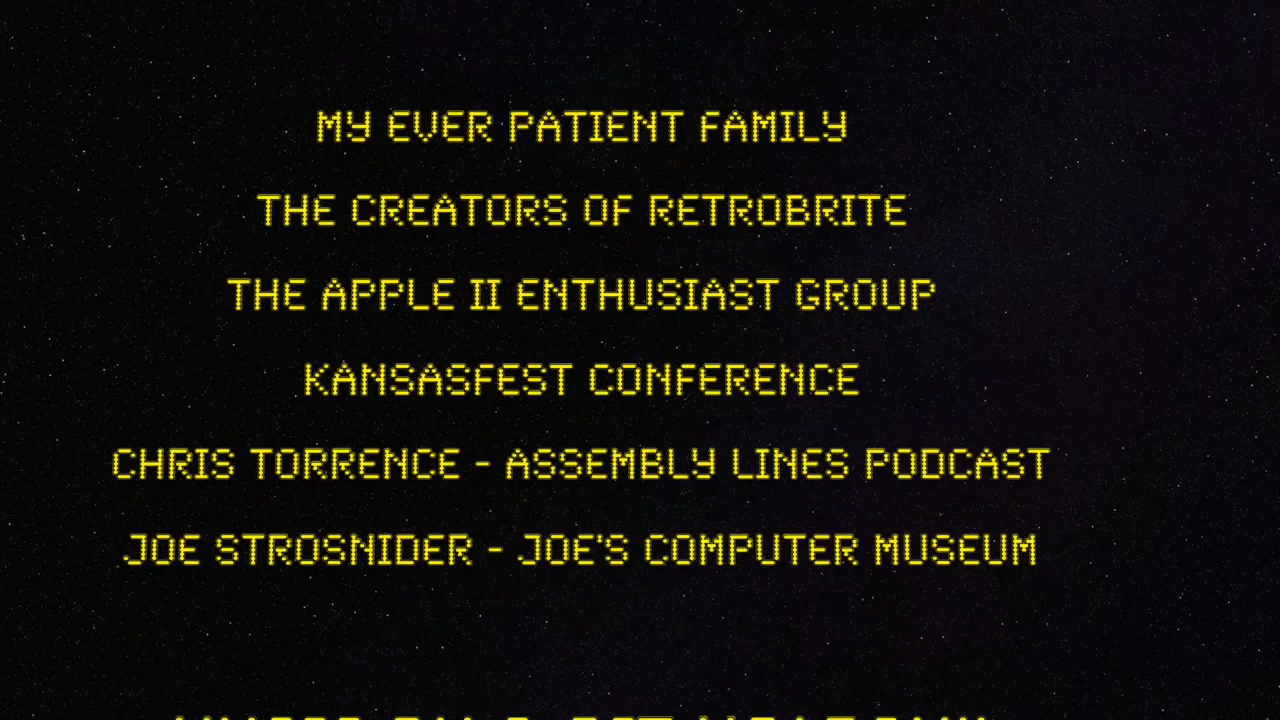 MY EVER PATIENT FAMILY
THE CREATORS OF RETROBRITE
THE APPLE II ENTHUSIAST GROUP
KANSASFEST CONFERENCE
CHRIS TORRENCE - ASSEMBLY LINES PODCAST
JOE STROSNIDER - JOE'S COMPUTER MUSEUM